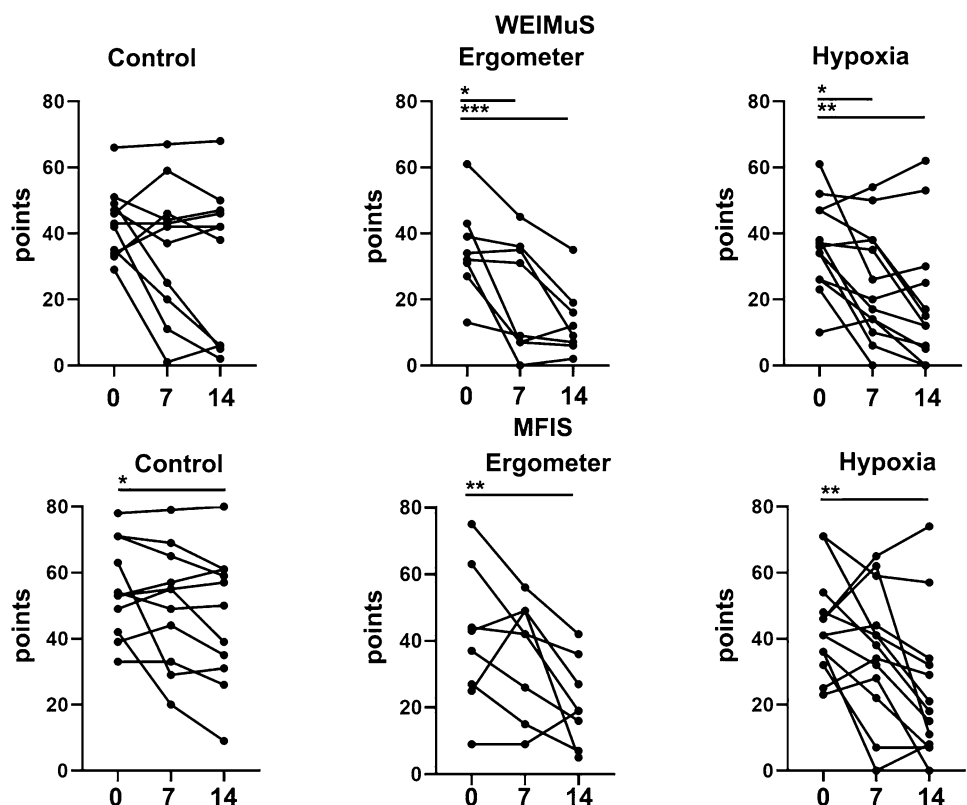 WEIMuS
Control Ergometer Hypoxia
* *
*** **
80 80 80
60 60 60
points points points
40 40 40
20 20 20
0 0 0
0 7 14 0 7 14 0 7 14
MFIS
Control Ergometer Hypoxia
* ** **
80 80 80
60 60 60
points points points
40 40 40
20 20 20
0 0 0
0 7 14 0 7 14 0 7 14